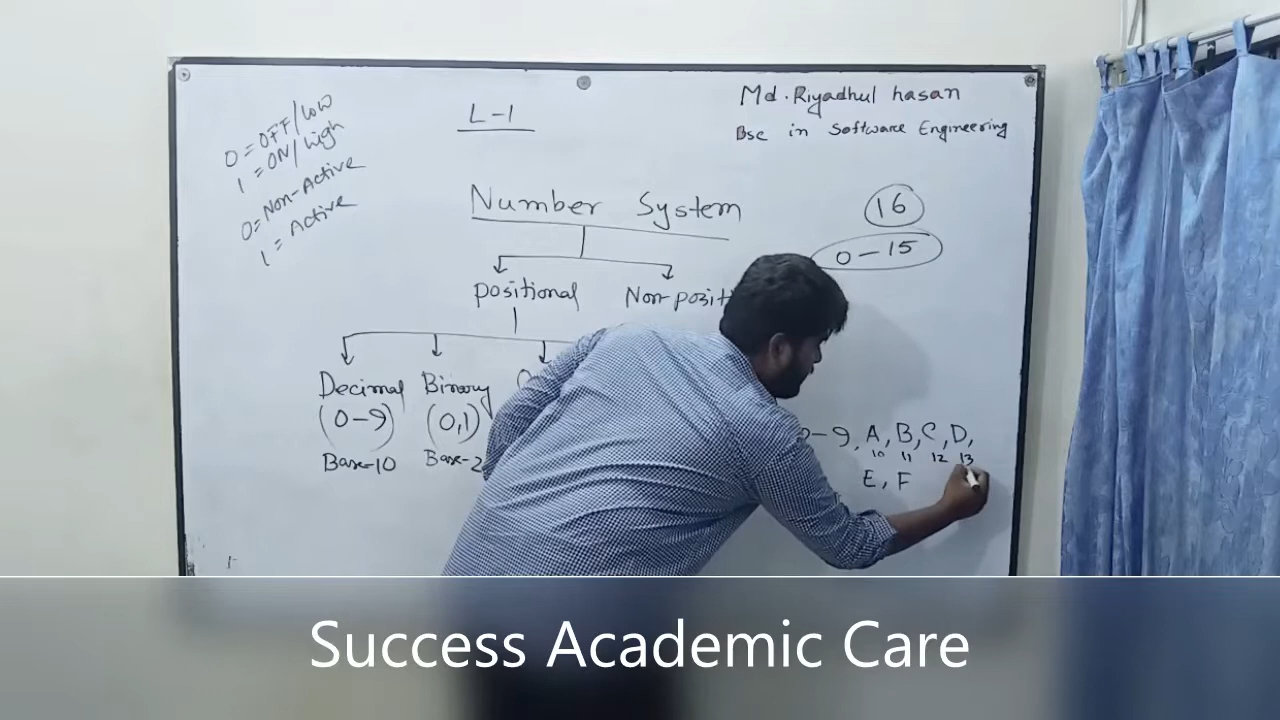 0 = OFF/Low
1 = ON/High
0 = Non-Active
1 = Active
L-1
Md. Riyadhul hasan
Bsc in Software Engineering
Number System
16
0-15
positional
Decimal Binary
(0-9) (0,1)
Base-10 Base-2
0-9, A, B, C, D,
10 11 12 13
E, F
Success Academic Care